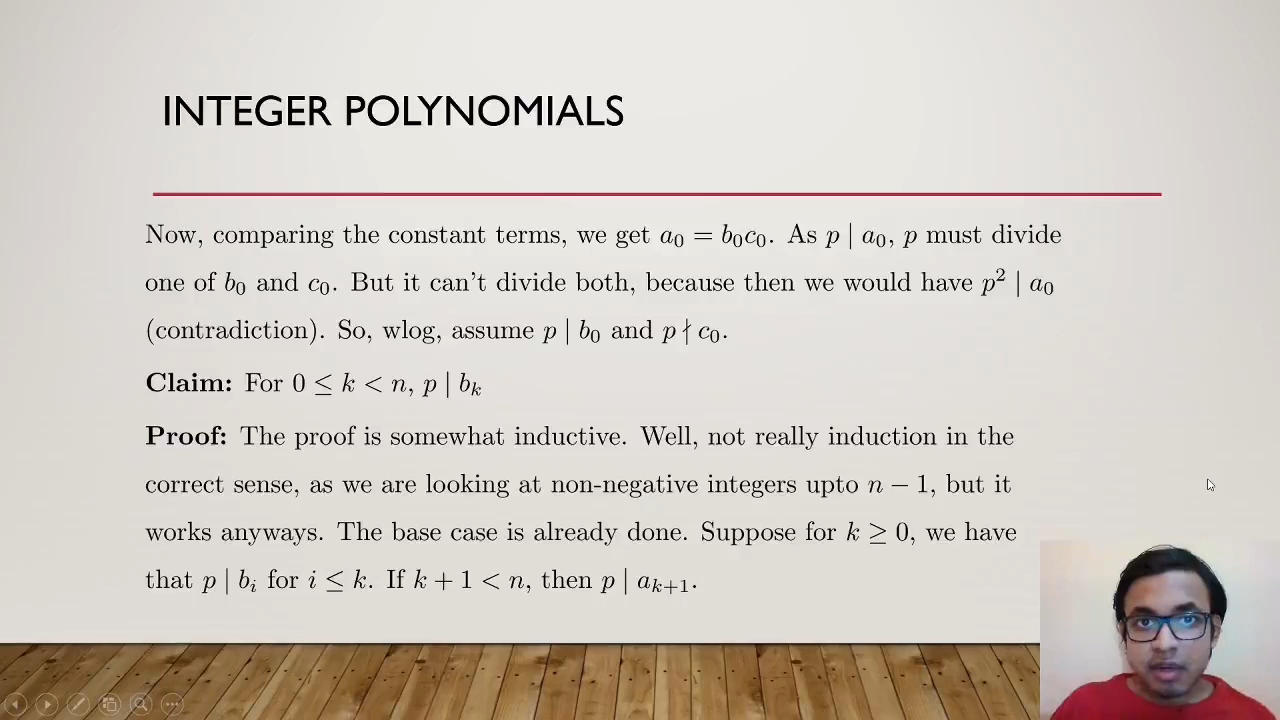 INTEGER POLYNOMIALS
Now, comparing the constant terms, we get a₀ = b₀c₀. As p | a₀, p must divide
one of b₀ and c₀. But it can't divide both, because then we would have p² | a₀
(contradiction). So, wlog, assume p | b₀ and p ∤ c₀.
Claim: For 0 ≤ k < n, p | bₖ
Proof: The proof is somewhat inductive. Well, not really induction in the
correct sense, as we are looking at non-negative integers upto n − 1, but it
works anyways. The base case is already done. Suppose for k ≥ 0, we have
that p | bᵢ for i ≤ k. If k + 1 < n, then p | aₖ₊₁.